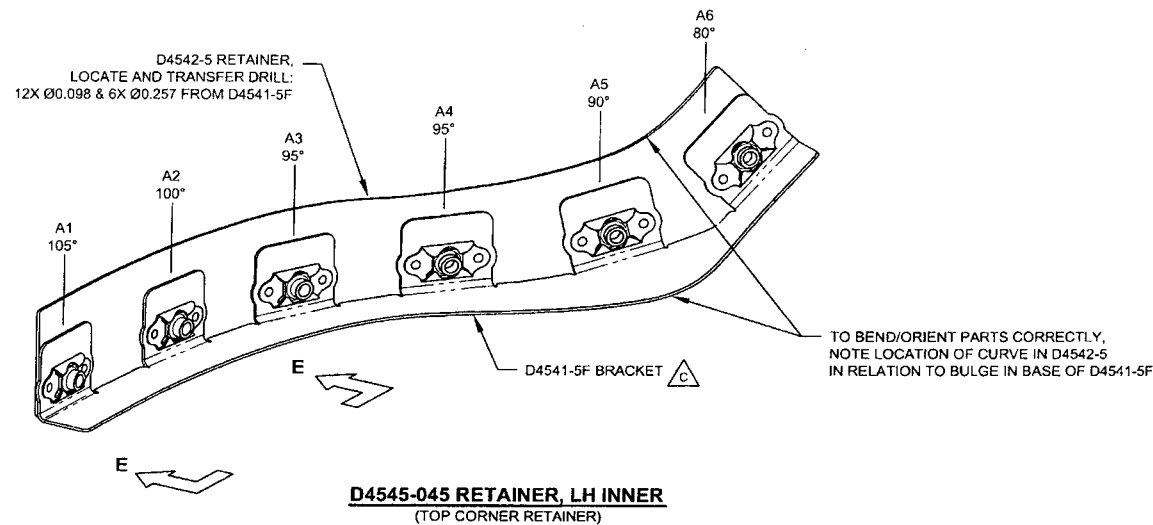 A6
80°
D4542-5 RETAINER,
LOCATE AND TRANSFER DRILL:
12X Ø0.098 & 6X Ø0.257 FROM D4541-5F
A5
90°
A4
95°
A3
95°
A2
100°
A1
105°
TO BEND/ORIENT PARTS CORRECTLY,
NOTE LOCATION OF CURVE IN D4542-5
IN RELATION TO BULGE IN BASE OF D4541-5F
E
D4541-5F BRACKET
C
E
D4545-045 RETAINER, LH INNER
(TOP CORNER RETAINER)